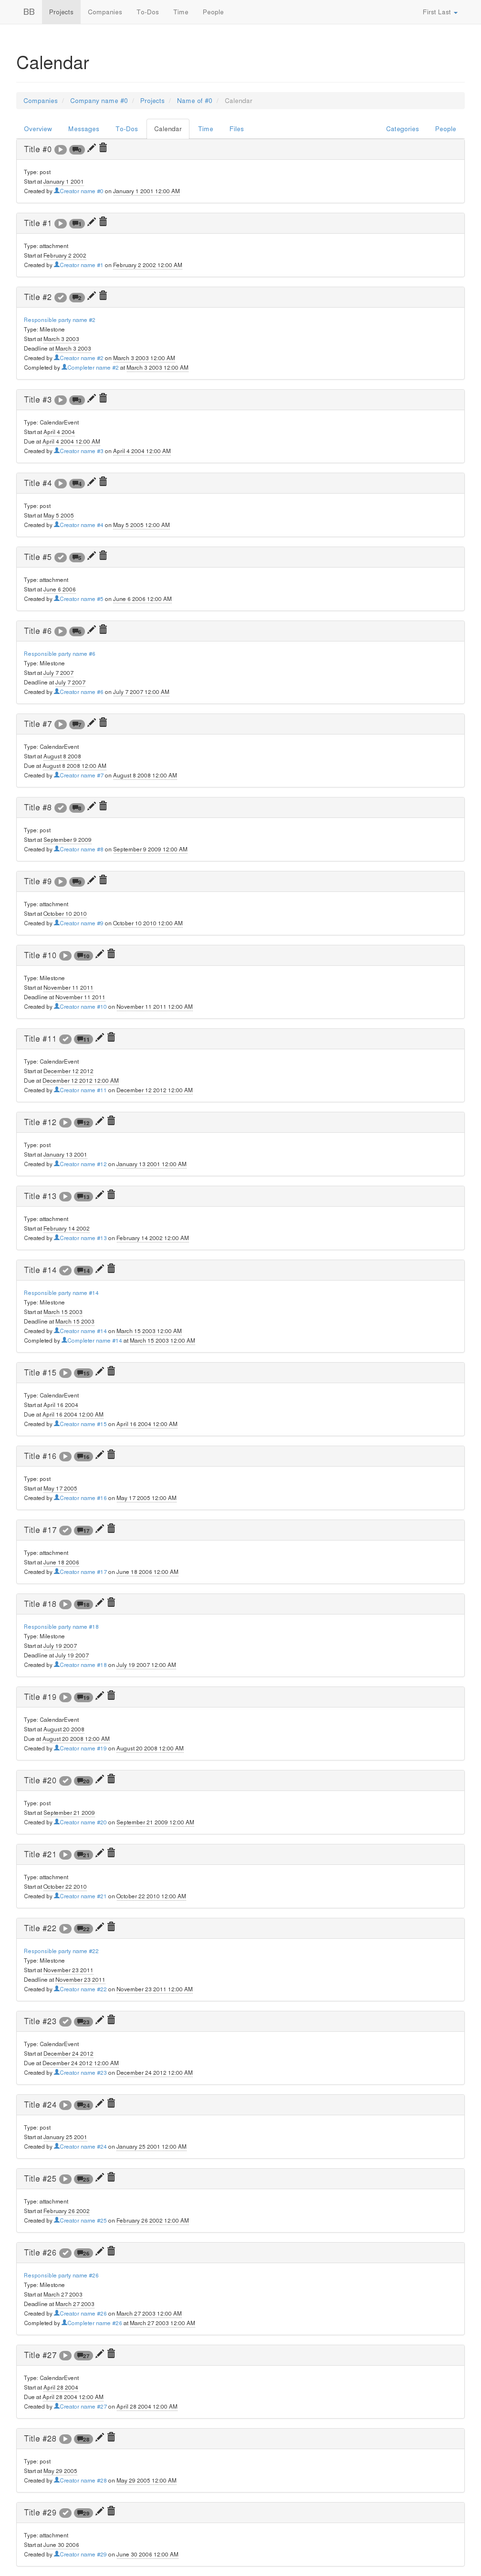 BB Projects Companies To-Dos Time People First Last
Calendar
Companies / Company name #0 / Projects / Name of #0 / Calendar
Overview Messages To-Dos Calendar Time Files Categories People
Title #0 0
Type: post
Start at January 1 2001
Created by Creator name #0 on January 1 2001 12:00 AM
Title #1 1
Type: attachment
Start at February 2 2002
Created by Creator name #1 on February 2 2002 12:00 AM
Title #2 2
Responsible party name #2
Type: Milestone
Start at March 3 2003
Deadline at March 3 2003
Created by Creator name #2 on March 3 2003 12:00 AM
Completed by Completer name #2 at March 3 2003 12:00 AM
Title #3 3
Type: CalendarEvent
Start at April 4 2004
Due at April 4 2004 12:00 AM
Created by Creator name #3 on April 4 2004 12:00 AM
Title #4 4
Type: post
Start at May 5 2005
Created by Creator name #4 on May 5 2005 12:00 AM
Title #5 5
Type: attachment
Start at June 6 2006
Created by Creator name #5 on June 6 2006 12:00 AM
Title #6 6
Responsible party name #6
Type: Milestone
Start at July 7 2007
Deadline at July 7 2007
Created by Creator name #6 on July 7 2007 12:00 AM
Title #7 7
Type: CalendarEvent
Start at August 8 2008
Due at August 8 2008 12:00 AM
Created by Creator name #7 on August 8 2008 12:00 AM
Title #8 8
Type: post
Start at September 9 2009
Created by Creator name #8 on September 9 2009 12:00 AM
Title #9 9
Type: attachment
Start at October 10 2010
Created by Creator name #9 on October 10 2010 12:00 AM
Title #10 10
Type: Milestone
Start at November 11 2011
Deadline at November 11 2011
Created by Creator name #10 on November 11 2011 12:00 AM
Title #11 11
Type: CalendarEvent
Start at December 12 2012
Due at December 12 2012 12:00 AM
Created by Creator name #11 on December 12 2012 12:00 AM
Title #12 12
Type: post
Start at January 13 2001
Created by Creator name #12 on January 13 2001 12:00 AM
Title #13 13
Type: attachment
Start at February 14 2002
Created by Creator name #13 on February 14 2002 12:00 AM
Title #14 14
Responsible party name #14
Type: Milestone
Start at March 15 2003
Deadline at March 15 2003
Created by Creator name #14 on March 15 2003 12:00 AM
Completed by Completer name #14 at March 15 2003 12:00 AM
Title #15 15
Type: CalendarEvent
Start at April 16 2004
Due at April 16 2004 12:00 AM
Created by Creator name #15 on April 16 2004 12:00 AM
Title #16 16
Type: post
Start at May 17 2005
Created by Creator name #16 on May 17 2005 12:00 AM
Title #17 17
Type: attachment
Start at June 18 2006
Created by Creator name #17 on June 18 2006 12:00 AM
Title #18 18
Responsible party name #18
Type: Milestone
Start at July 19 2007
Deadline at July 19 2007
Created by Creator name #18 on July 19 2007 12:00 AM
Title #19 19
Type: CalendarEvent
Start at August 20 2008
Due at August 20 2008 12:00 AM
Created by Creator name #19 on August 20 2008 12:00 AM
Title #20 20
Type: post
Start at September 21 2009
Created by Creator name #20 on September 21 2009 12:00 AM
Title #21 21
Type: attachment
Start at October 22 2010
Created by Creator name #21 on October 22 2010 12:00 AM
Title #22 22
Responsible party name #22
Type: Milestone
Start at November 23 2011
Deadline at November 23 2011
Created by Creator name #22 on November 23 2011 12:00 AM
Title #23 23
Type: CalendarEvent
Start at December 24 2012
Due at December 24 2012 12:00 AM
Created by Creator name #23 on December 24 2012 12:00 AM
Title #24 24
Type: post
Start at January 25 2001
Created by Creator name #24 on January 25 2001 12:00 AM
Title #25 25
Type: attachment
Start at February 26 2002
Created by Creator name #25 on February 26 2002 12:00 AM
Title #26 26
Responsible party name #26
Type: Milestone
Start at March 27 2003
Deadline at March 27 2003
Created by Creator name #26 on March 27 2003 12:00 AM
Completed by Completer name #26 at March 27 2003 12:00 AM
Title #27 27
Type: CalendarEvent
Start at April 28 2004
Due at April 28 2004 12:00 AM
Created by Creator name #27 on April 28 2004 12:00 AM
Title #28 28
Type: post
Start at May 29 2005
Created by Creator name #28 on May 29 2005 12:00 AM
Title #29 29
Type: attachment
Start at June 30 2006
Created by Creator name #29 on June 30 2006 12:00 AM